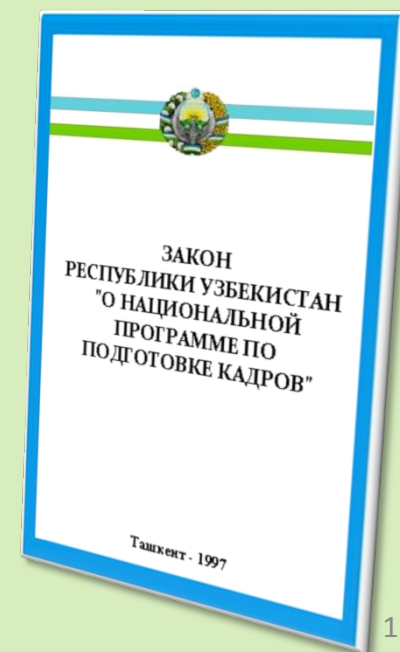 ЗАКОН
РЕСПУБЛИКИ УЗБЕКИСТАН
"О НАЦИОНАЛЬНОЙ
ПРОГРАММЕ ПО
ПОДГОТОВКЕ КАДРОВ"
Ташкент - 1997
1